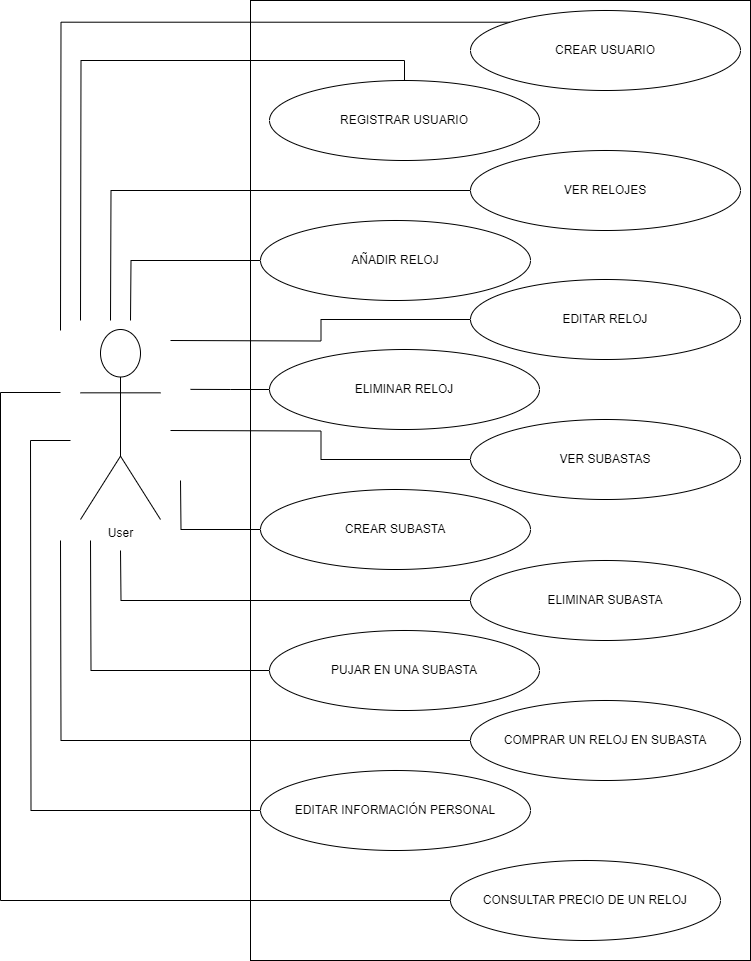 CREAR USUARIO
REGISTRAR USUARIO
VER RELOJES
AÑADIR RELOJ
EDITAR RELOJ
ELIMINAR RELOJ
VER SUBASTAS
CREAR SUBASTA
User
ELIMINAR SUBASTA
PUJAR EN UNA SUBASTA
COMPRAR UN RELOJ EN SUBASTA
EDITAR INFORMACIÓN PERSONAL
CONSULTAR PRECIO DE UN RELOJ